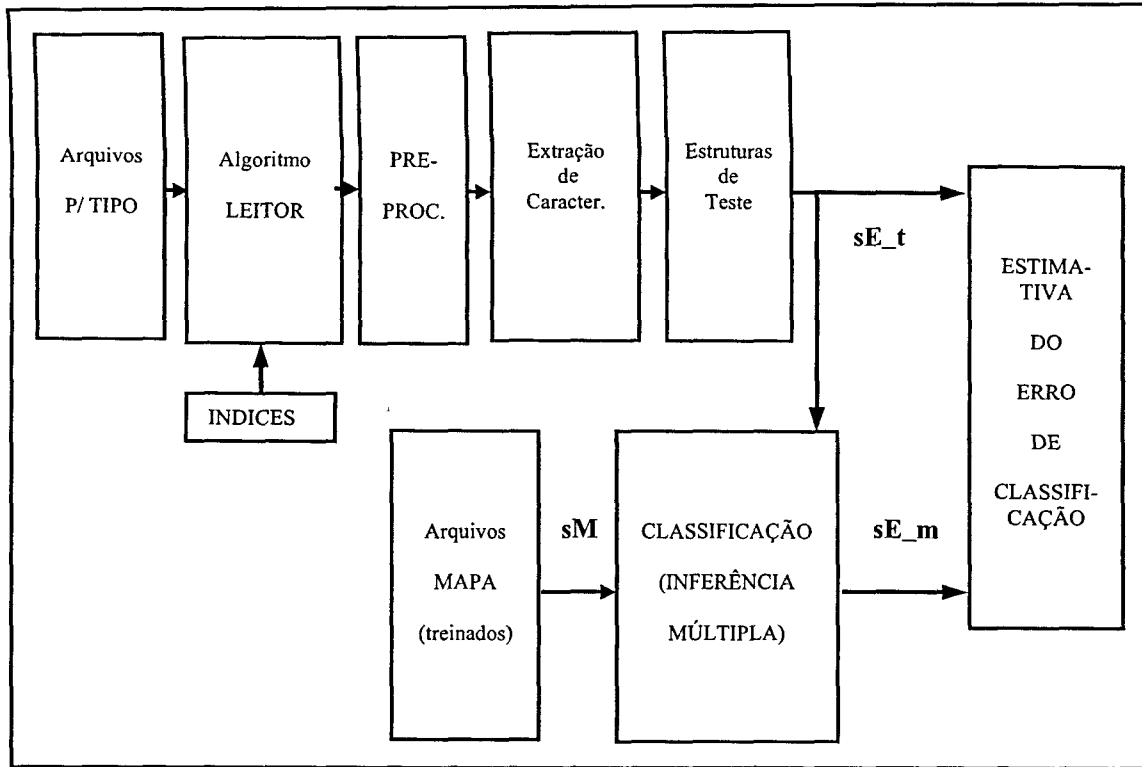 Arquivos
P/ TIPO
Algoritmo
LEITOR
PRE-
PROC.
Extração
de
Caracter.
Estruturas
de
Teste
sE_t
ESTIMA-
TIVA
DO
ERRO
DE
CLASSIFI-
CAÇÃO
INDICES
Arquivos
MAPA
(treinados)
sM
CLASSIFICAÇÃO
(INFERÊNCIA
MÚLTIPLA)
sE_m